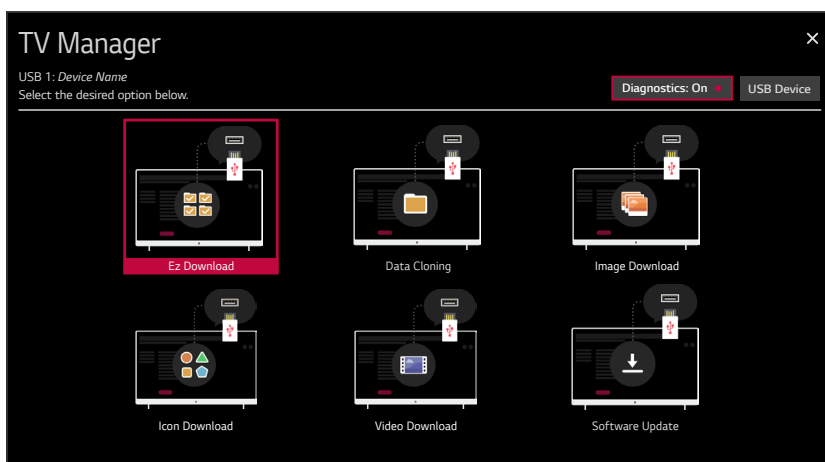 TV Manager
USB 1: Device Name
Select the desired option below.
Diagnostics: On
USB Device
Ez Download
Data Cloning
Image Download
Icon Download
Video Download
Software Update